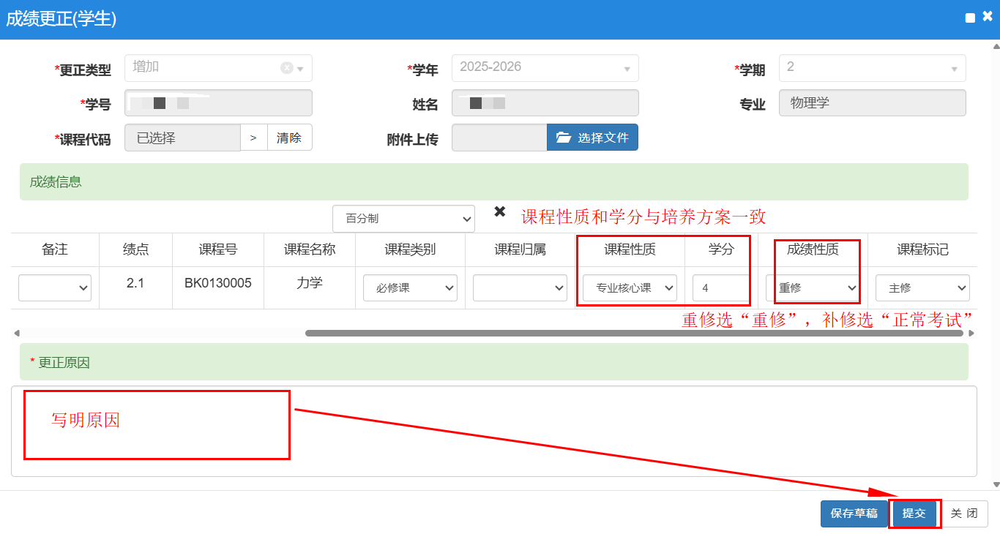 成绩更正(学生)
*更正类型 增加 *学年 2025-2026 *学期 2
*学号 姓名 专业 物理学
*课程代码 已选择 > 清除 附件上传 选择文件
成绩信息
百分制 课程性质和学分与培养方案一致
备注 绩点 课程号 课程名称 课程类别 课程归属 课程性质 学分 成绩性质 课程标记
2.1 BK0130005 力学 必修课 专业核心课 4 重修 主修
重修选“重修”，补修选“正常考试”
* 更正原因
写明原因
保存草稿 提交 关 闭